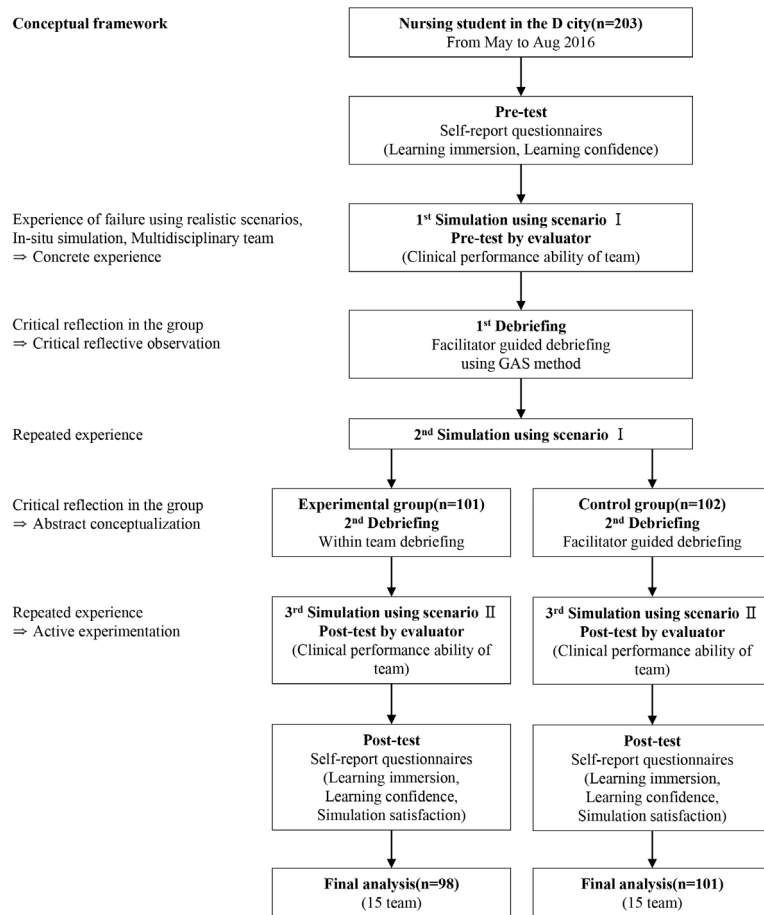 Conceptual framework
Nursing student in the D city(n=203)
From May to Aug 2016
Pre-test
Self-report questionnaires
(Learning immersion, Learning confidence)
Experience of failure using realistic scenarios,
In-situ simulation, Multidisciplinary team
⇒ Concrete experience
1st Simulation using scenario Ⅰ
Pre-test by evaluator
(Clinical performance ability of team)
Critical reflection in the group
⇒ Critical reflective observation
1st Debriefing
Facilitator guided debriefing
using GAS method
Repeated experience
2nd Simulation using scenario Ⅰ
Critical reflection in the group
⇒ Abstract conceptualization
Experimental group(n=101)
2nd Debriefing
Within team debriefing
Control group(n=102)
2nd Debriefing
Facilitator guided debriefing
Repeated experience
⇒ Active experimentation
3rd Simulation using scenario Ⅱ
Post-test by evaluator
(Clinical performance ability of
team)
3rd Simulation using scenario Ⅱ
Post-test by evaluator
(Clinical performance ability of
team)
Post-test
Self-report questionnaires
(Learning immersion,
Learning confidence,
Simulation satisfaction)
Post-test
Self-report questionnaires
(Learning immersion,
Learning confidence,
Simulation satisfaction)
Final analysis(n=98)
(15 team)
Final analysis(n=101)
(15 team)